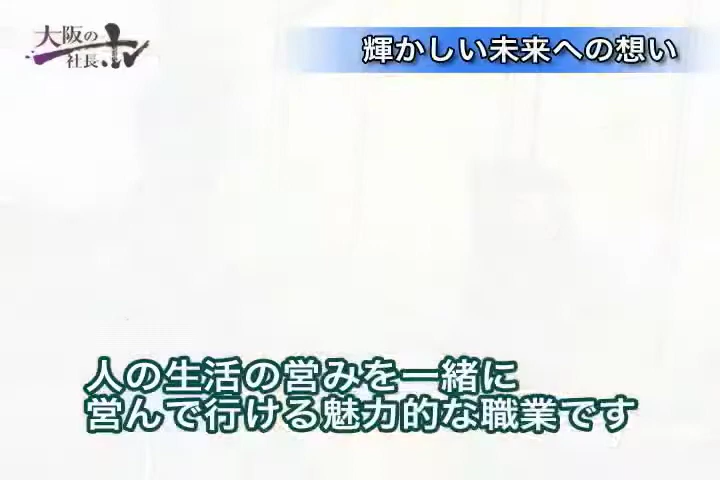 大阪の
社長.tv
輝かしい未来への想い
人の生活の営みを一緒に
営んで行ける魅力的な職業です